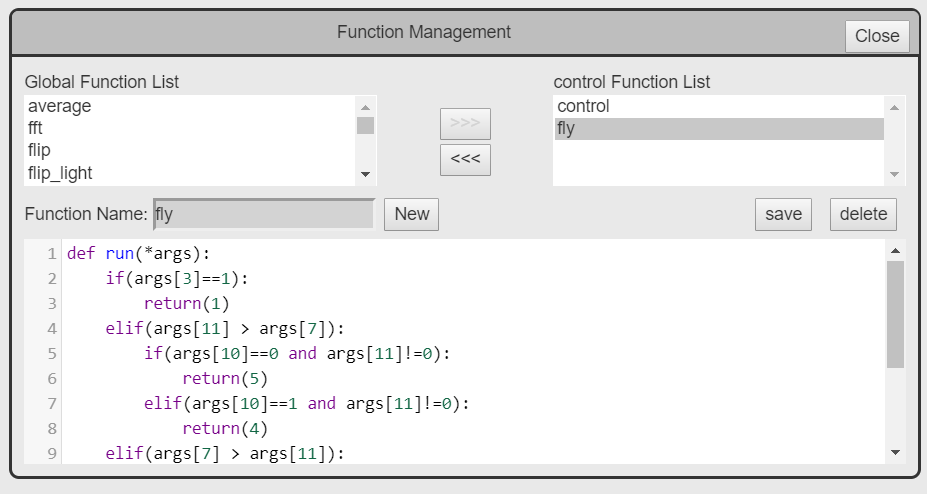 Function Management
Close
Global Function List
average
fft
flip
flip_light
>>>
<<<
control Function List
control
fly
Function Name: fly New save delete
1 def run(*args):
2     if(args[3]==1):
3         return(1)
4     elif(args[11] > args[7]):
5         if(args[10]==0 and args[11]!=0):
6             return(5)
7         elif(args[10]==1 and args[11]!=0):
8             return(4)
9     elif(args[7] > args[11]):